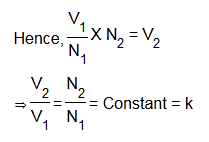 Hence, V₁/N₁ X N₂ = V₂
⇒ V₂/V₁ = N₂/N₁ = Constant = k